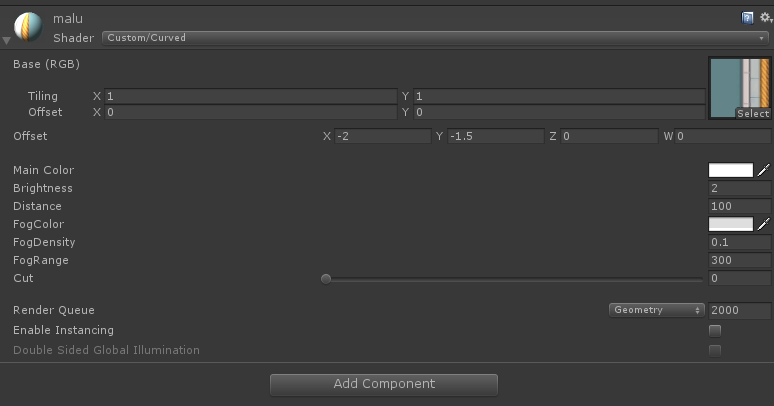 malu
Shader Custom/Curved
Base (RGB)
Tiling X 1 Y 1
Offset X 0 Y 0
Select
Offset X -2 Y -1.5 Z 0 W 0
Main Color
Brightness 2
Distance 100
FogColor
FogDensity 0.1
FogRange 300
Cut 0
Render Queue Geometry 2000
Enable Instancing
Double Sided Global Illumination
Add Component